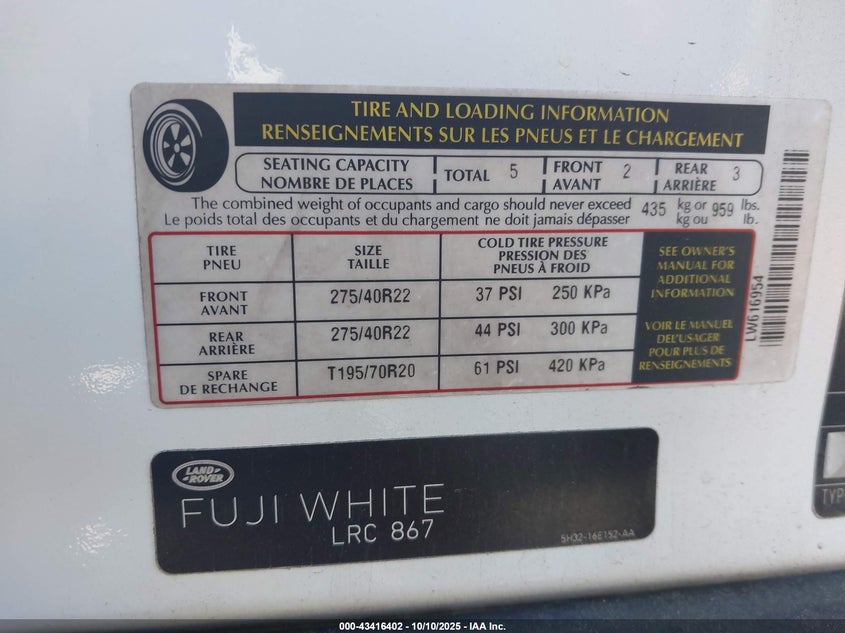 TIRE AND LOADING INFORMATION
RENSEIGNEMENTS SUR LES PNEUS ET LE CHARGEMENT
SEATING CAPACITY
NOMBRE DE PLACES
TOTAL 5
FRONT
AVANT
2
REAR
ARRIÈRE
3
The combined weight of occupants and cargo should never exceed
Le poids total des occupants et du chargement ne doit jamais dépasser
435
kg or
kg ou
959
lbs.
lb.
TIRE
PNEU
SIZE
TAILLE
COLD TIRE PRESSURE
PRESSION DES
PNEUS À FROID
FRONT
AVANT
275/40R22
37 PSI 250 KPa
REAR
ARRIÈRE
275/40R22
44 PSI 300 KPa
SPARE
DE RECHANGE
T195/70R20
61 PSI 420 KPa
SEE OWNER'S
MANUAL FOR
ADDITIONAL
INFORMATION
VOIR LE MANUEL
DEL'USAGER
POUR PLUS DE
RENSEIGNEMENTS
LW616954
LAND-
ROVER
FUJI WHITE
LRC 867
5H32-16E152-AA
TYP
000-43416402 - 10/10/2025 - IAA Inc.